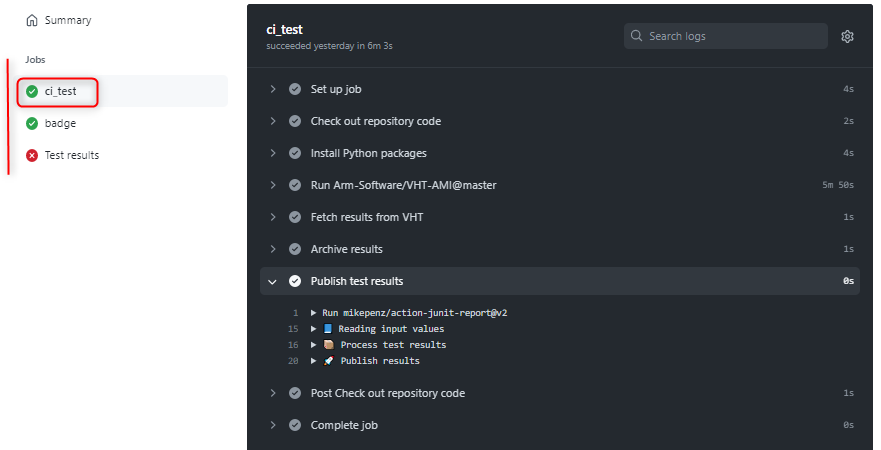 Summary
Jobs
ci_test
badge
Test results
ci_test
succeeded yesterday in 6m 3s
Search logs
Set up job 4s
Check out repository code 2s
Install Python packages 4s
Run Arm-Software/VHT-AMI@master 5m 50s
Fetch results from VHT 1s
Archive results 1s
Publish test results 0s
1 Run mikepenz/action-junit-report@v2
15 Reading input values
16 Process test results
20 Publish results
Post Check out repository code 1s
Complete job 0s